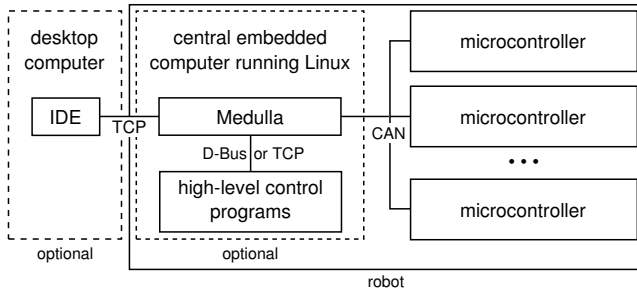 desktop
computer
IDE
TCP
central embedded
computer running Linux
Medulla
D-Bus or TCP
high-level control
programs
CAN
microcontroller
microcontroller
•••
microcontroller
optional
optional
robot